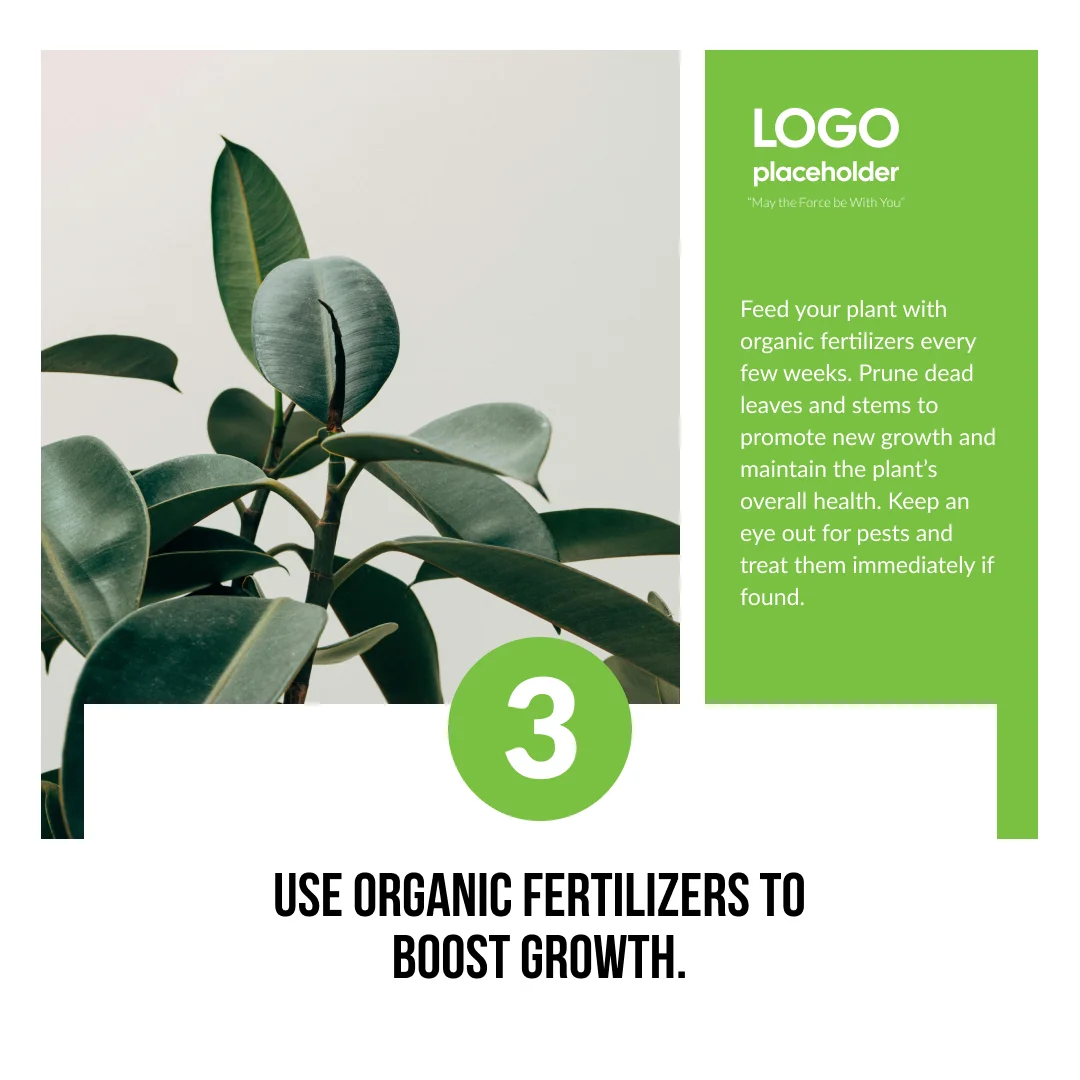 LOGO
placeholder
“May the Force be With You”
Feed your plant with
organic fertilizers every
few weeks. Prune dead
leaves and stems to
promote new growth and
maintain the plant’s
overall health. Keep an
eye out for pests and
treat them immediately if
found.
3
USE ORGANIC FERTILIZERS TO
BOOST GROWTH.